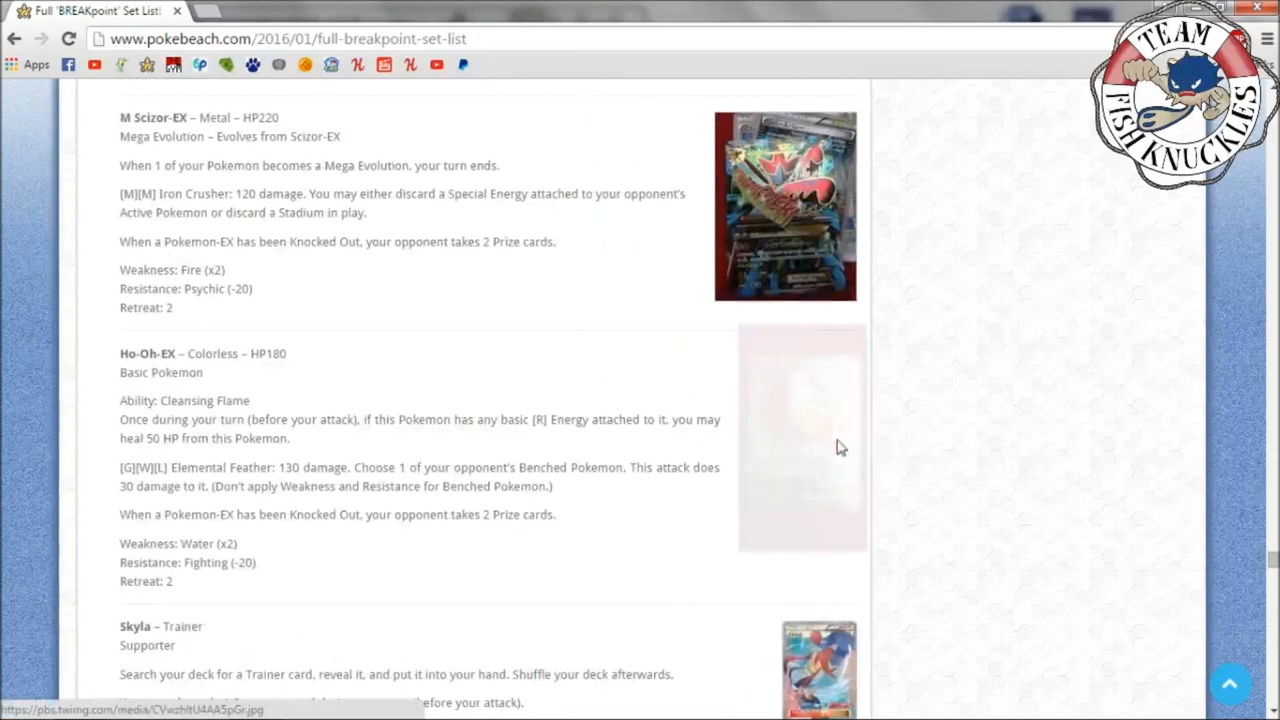 Full 'BREAKpoint' Set List!
www.pokebeach.com/2016/01/full-breakpoint-set-list
Apps
TEAM
FISH KNUCKLES
M Scizor-EX – Metal – HP220
Mega Evolution – Evolves from Scizor-EX
When 1 of your Pokemon becomes a Mega Evolution, your turn ends.
[M][M] Iron Crusher: 120 damage. You may either discard a Special Energy attached to your opponent's
Active Pokemon or discard a Stadium in play.
When a Pokemon-EX has been Knocked Out, your opponent takes 2 Prize cards.
Weakness: Fire (x2)
Resistance: Psychic (-20)
Retreat: 2
Ho-Oh-EX – Colorless – HP180
Basic Pokemon
Ability: Cleansing Flame
Once during your turn (before your attack), if this Pokemon has any basic [R] Energy attached to it, you may
heal 50 HP from this Pokemon.
[G][W][L] Elemental Feather: 130 damage. Choose 1 of your opponent's Benched Pokemon. This attack does
30 damage to it. (Don't apply Weakness and Resistance for Benched Pokemon.)
When a Pokemon-EX has been Knocked Out, your opponent takes 2 Prize cards.
Weakness: Water (x2)
Resistance: Fighting (-20)
Retreat: 2
Skyla – Trainer
Supporter
Search your deck for a Trainer card, reveal it, and put it into your hand. Shuffle your deck afterwards.
(before your attack).
https://pbs.twimg.com/media/CVwzhItU4AA5pGr.jpg